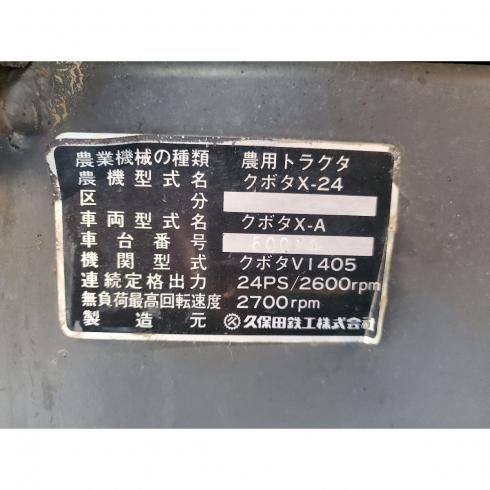 農業機械の種類 農用トラクタ
農機型式名 クボタX-24
区分
車両型式名 クボタX-A
車台番号
機関型式 クボタV1405
連続定格出力 24PS/2600rpm
無負荷最高回転速度 2700rpm
製造元 久保田鉄工株式会社